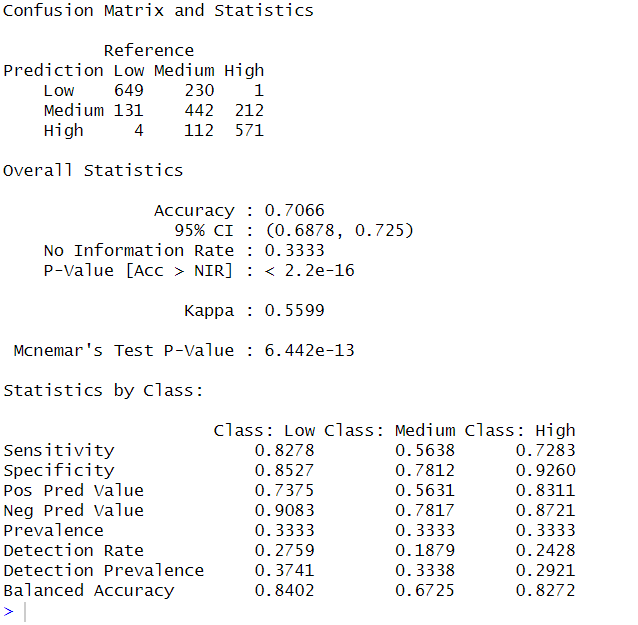 Confusion Matrix and Statistics
Reference
Prediction Low Medium High
Low 649 230 1
Medium 131 442 212
High 4 112 571
Overall Statistics
Accuracy : 0.7066
95% CI : (0.6878, 0.725)
No Information Rate : 0.3333
P-Value [Acc > NIR] : < 2.2e-16
Kappa : 0.5599
Mcnemar's Test P-Value : 6.442e-13
Statistics by Class:
Class: Low Class: Medium Class: High
Sensitivity 0.8278 0.5638 0.7283
Specificity 0.8527 0.7812 0.9260
Pos Pred Value 0.7375 0.5631 0.8311
Neg Pred Value 0.9083 0.7817 0.8721
Prevalence 0.3333 0.3333 0.3333
Detection Rate 0.2759 0.1879 0.2428
Detection Prevalence 0.3741 0.3338 0.2921
Balanced Accuracy 0.8402 0.6725 0.8272
>